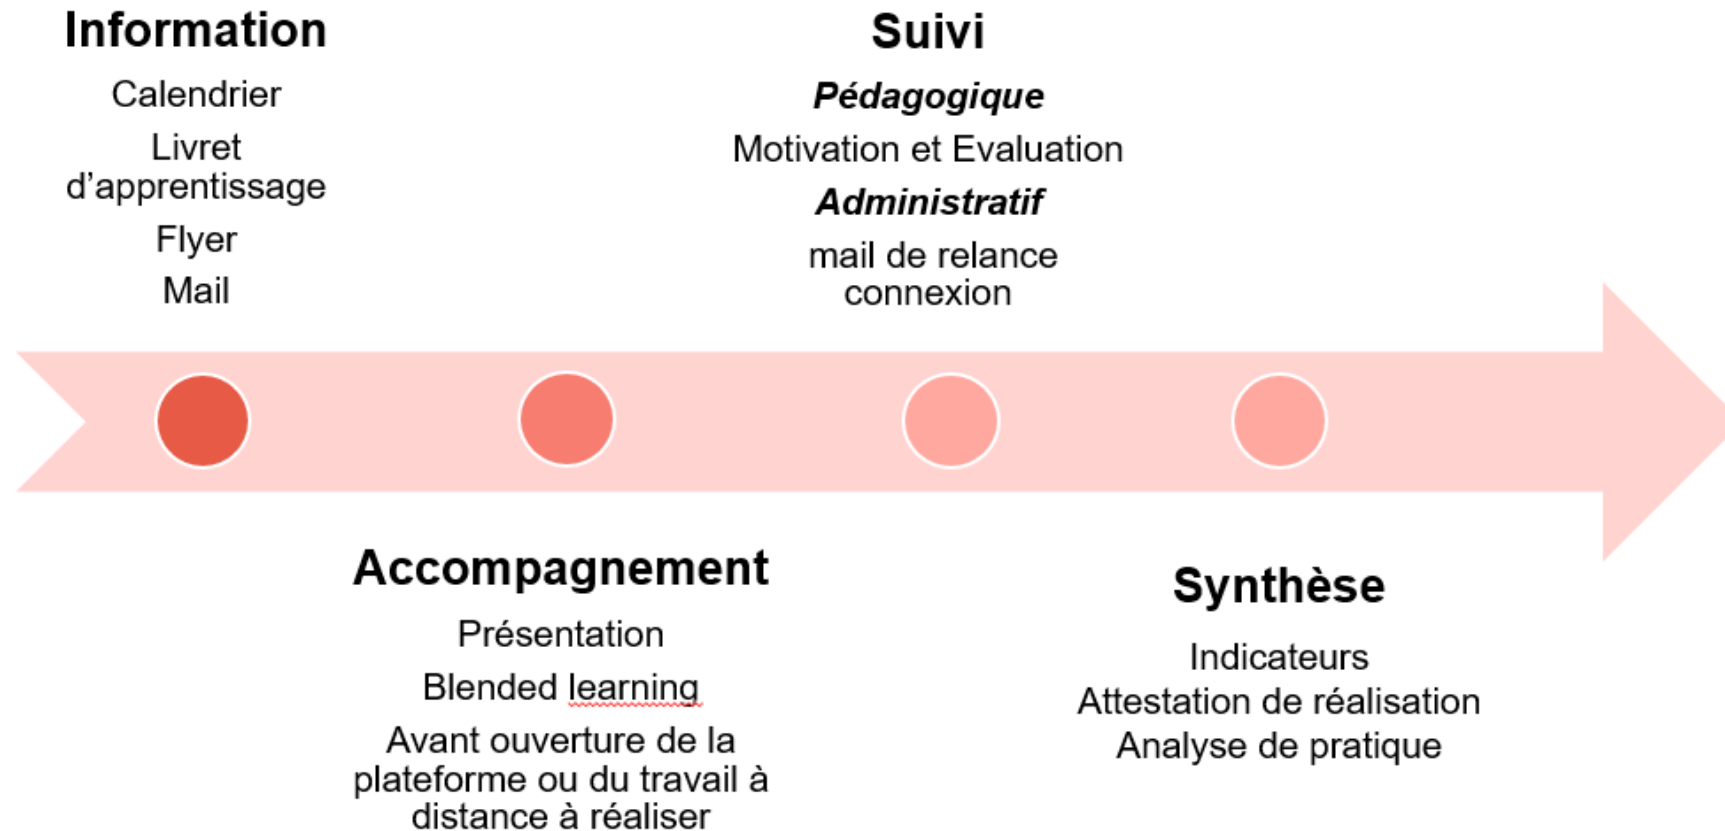 Information
Calendrier
Livret
d’apprentissage
Flyer
Mail
Suivi
Pédagogique
Motivation et Evaluation
Administratif
mail de relance
connexion
Accompagnement
Présentation
Blended learning
Avant ouverture de la
plateforme ou du travail à
distance à réaliser
Synthèse
Indicateurs
Attestation de réalisation
Analyse de pratique